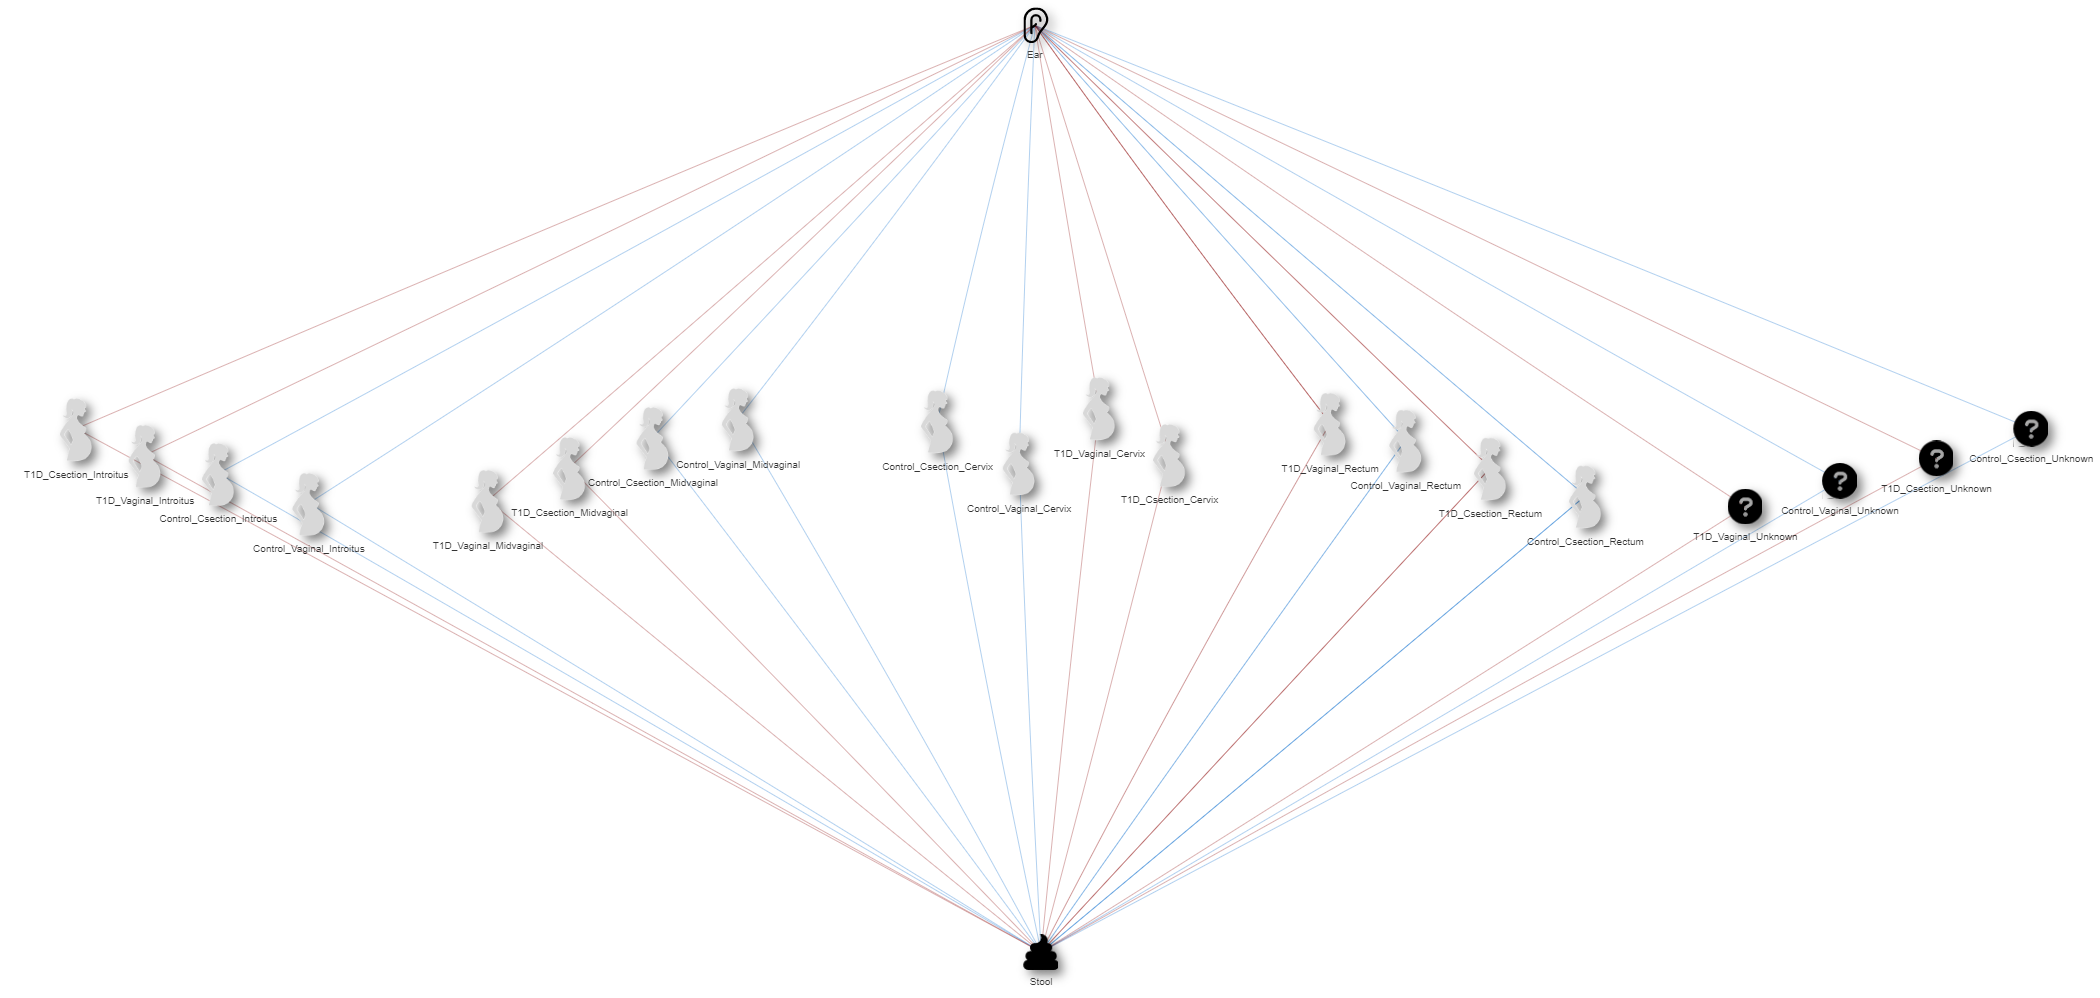 Ear
T1D_Csection_Introitus
T1D_Vaginal_Introitus
Control_Csection_Introitus
Control_Vaginal_Introitus
T1D_Vaginal_Midvaginal
T1D_Csection_Midvaginal
Control_Csection_Midvaginal
Control_Vaginal_Midvaginal
Control_Csection_Cervix
Control_Vaginal_Cervix
T1D_Vaginal_Cervix
T1D_Csection_Cervix
T1D_Vaginal_Rectum
Control_Vaginal_Rectum
T1D_Csection_Rectum
Control_Csection_Rectum
?
T1D_Vaginal_Unknown
?
Control_Vaginal_Unknown
?
T1D_Csection_Unknown
?
Control_Csection_Unknown
Stool